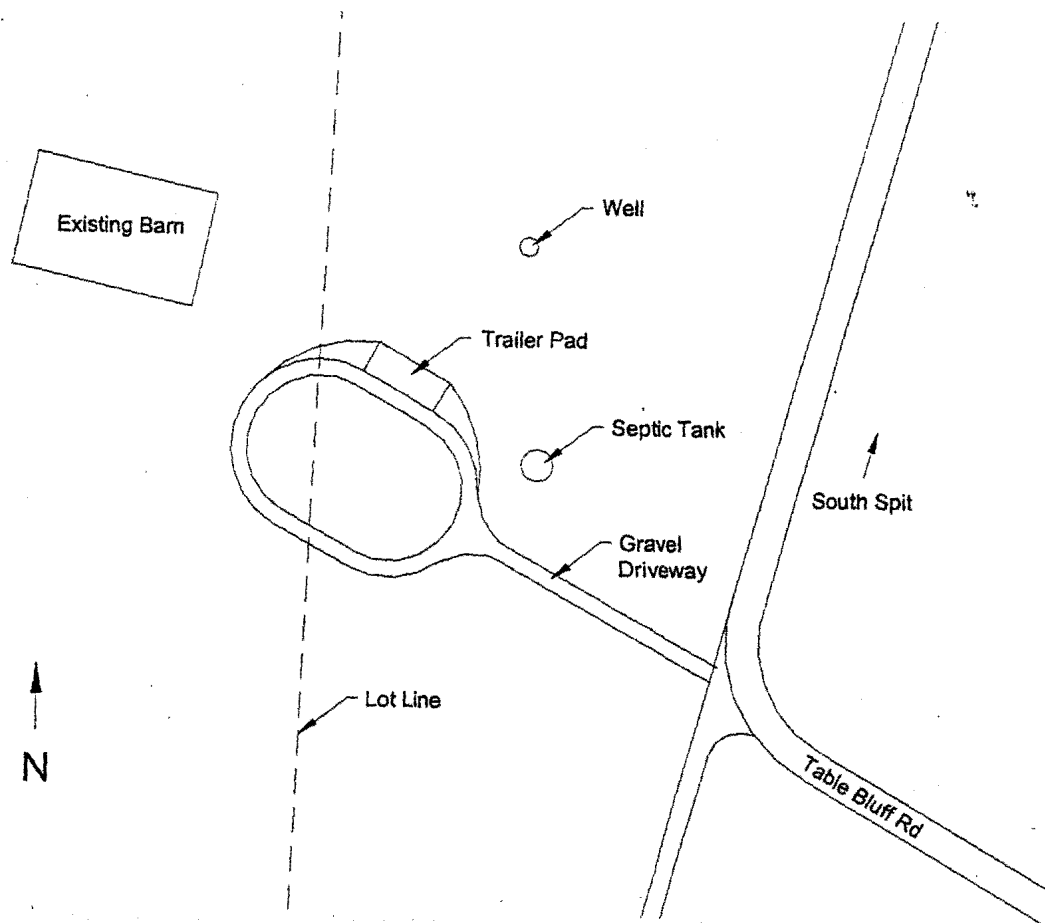 Existing Barn
Well
Trailer Pad
Septic Tank
South Spit
Gravel
Driveway
Lot Line
N
Table Bluff Rd